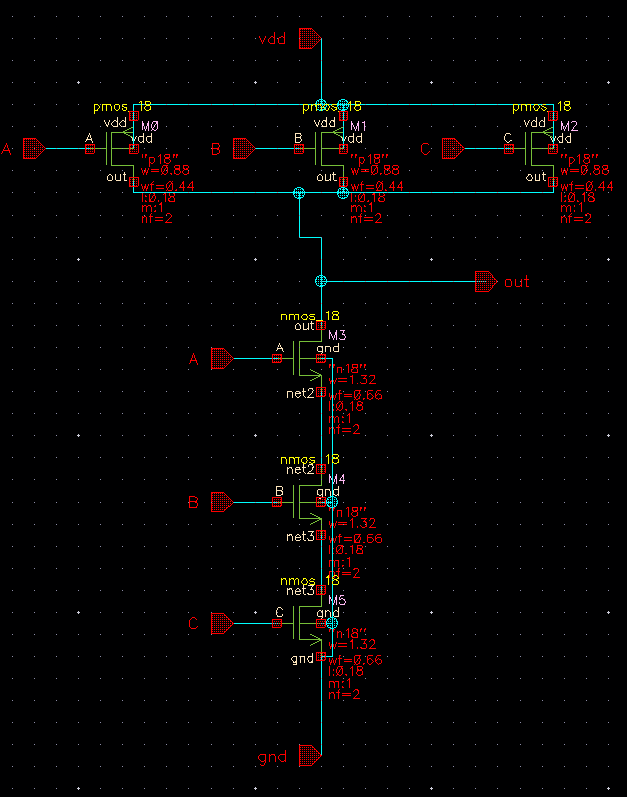 vdd
pmos_18
pmos_18
pmos_18
vdd
M0
vdd
M1
vdd
M2
A
A
vdd
B
B
vdd
C
C
vdd
"p18"
"p18"
"p18"
w=0.88
w=0.88
w=0.88
out
out
out
wf=0.44
wf=0.44
wf=0.44
l:0.18
l:0.18
l:0.18
m:1
m:1
m:1
nf=2
nf=2
nf=2
out
nmos_18
out
M3
A
A
gnd
"n18"
w=1.32
net2
wf=0.66
l:0.18
m:1
nf=2
nmos_18
net2
M4
B
B
gnd
"n18"
w=1.32
net3
wf=0.66
l:0.18
m:1
nf=2
nmos_18
net3
M5
C
C
gnd
"n18"
w=1.32
gnd
wf=0.66
l:0.18
m:1
nf=2
gnd